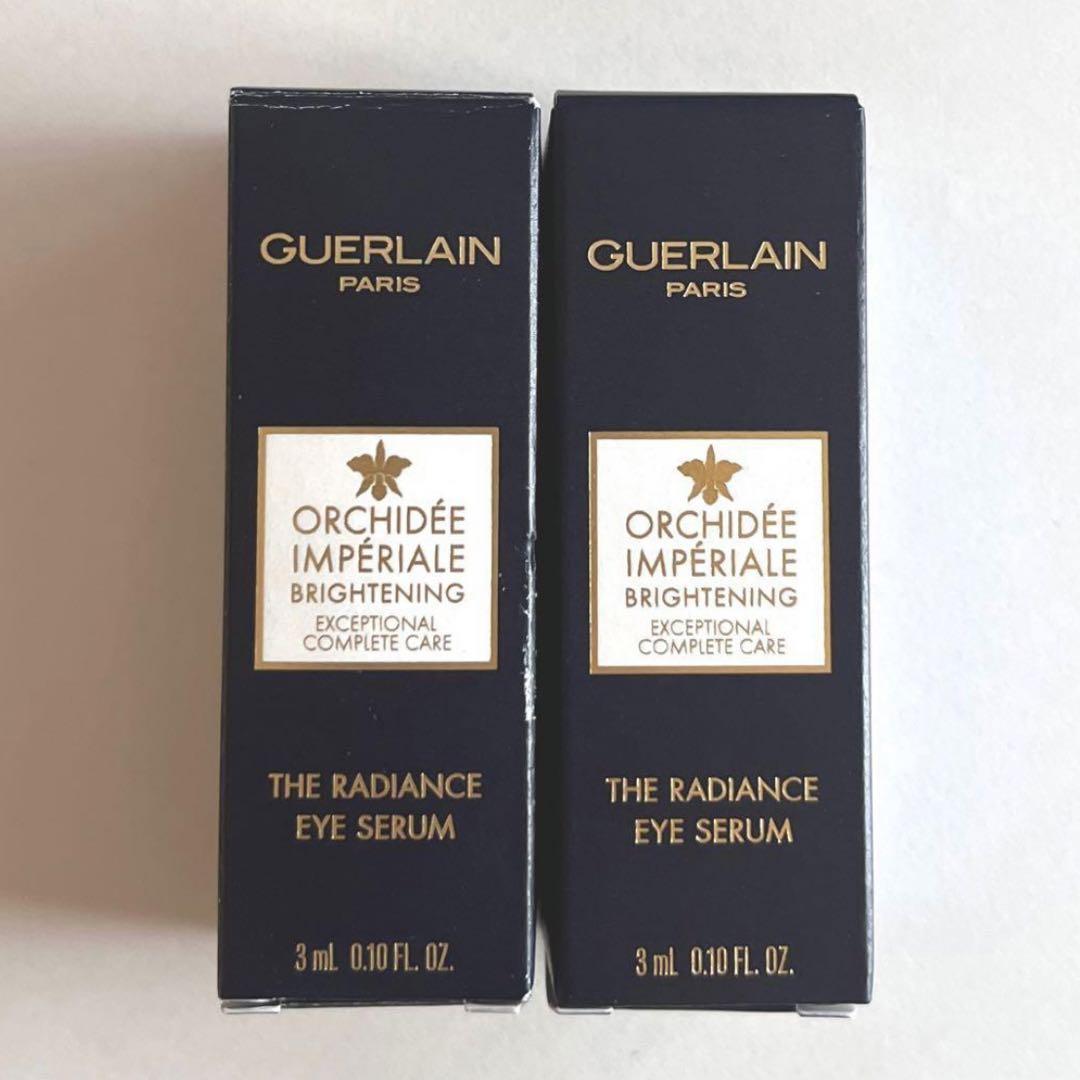 GUERLAIN
PARIS
ORCHIDÉE
IMPÉRIALE
BRIGHTENING
EXCEPTIONAL
COMPLETE CARE
THE RADIANCE
EYE SERUM
3 mL 0.10 FL. OZ.
GUERLAIN
PARIS
ORCHIDÉE
IMPÉRIALE
BRIGHTENING
EXCEPTIONAL
COMPLETE CARE
THE RADIANCE
EYE SERUM
3 mL 0.10 FL. OZ.